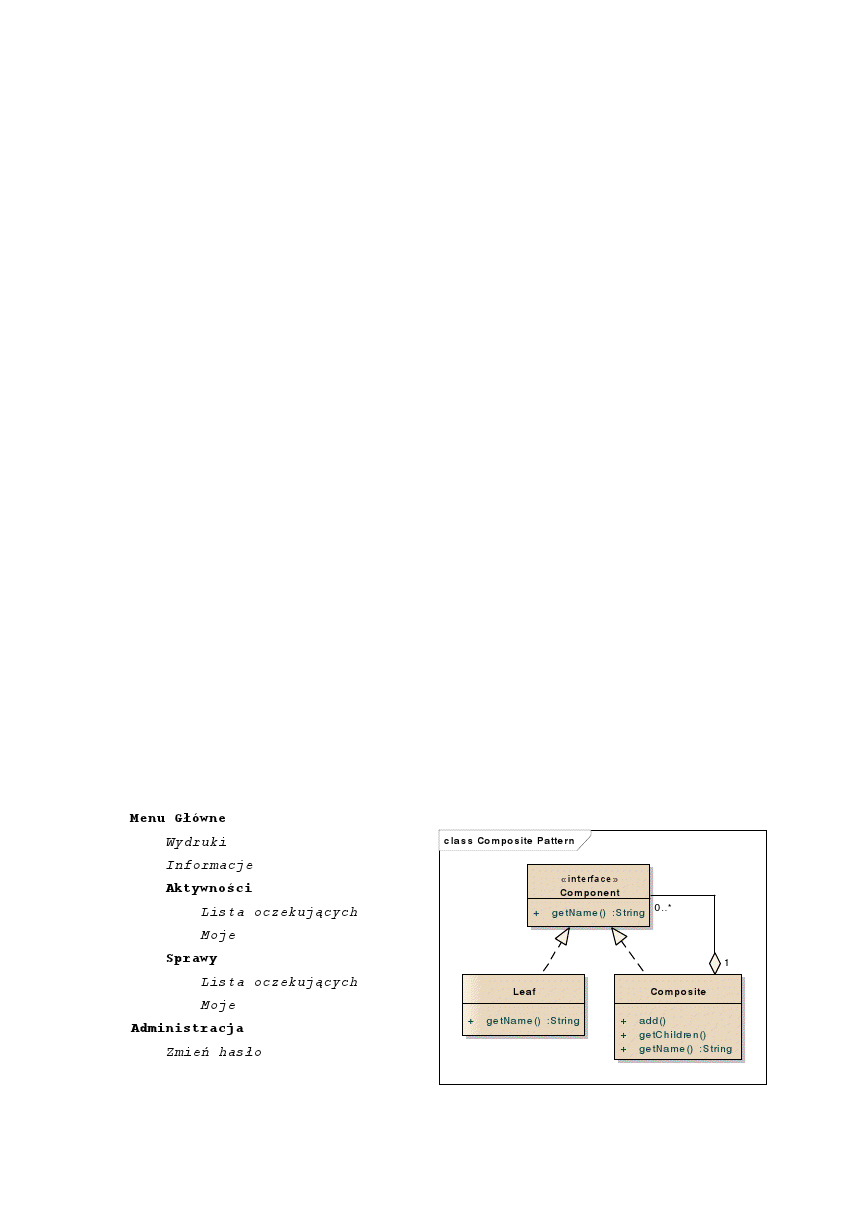 Menu Główne
Wydruki
Informacje
Aktywności
Lista oczekujących
Moje
Sprawy
Lista oczekujących
Moje
Administracja
Zmień hasło
class Composite Pattern
«interface»
Component
+ getName() :String
0..*
1
Leaf
+ getName() :String
Composite
+ add()
+ getChildren()
+ getName() :String